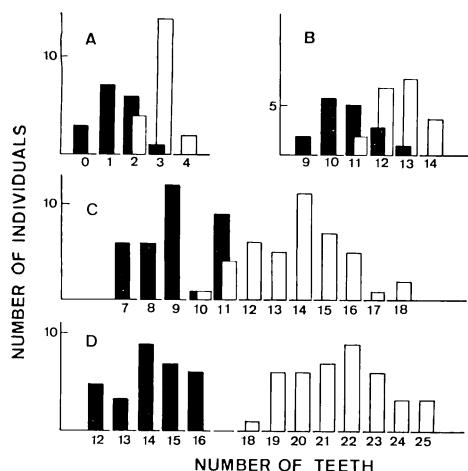 A
10
0 1 2 3 4
B
5
9 10 11 12 13 14
C
10
7 8 9 10 11 12 13 14 15 16 17 18
D
10
12 13 14 15 16 18 19 20 21 22 23 24 25
NUMBER OF INDIVIDUALS
NUMBER OF TEETH